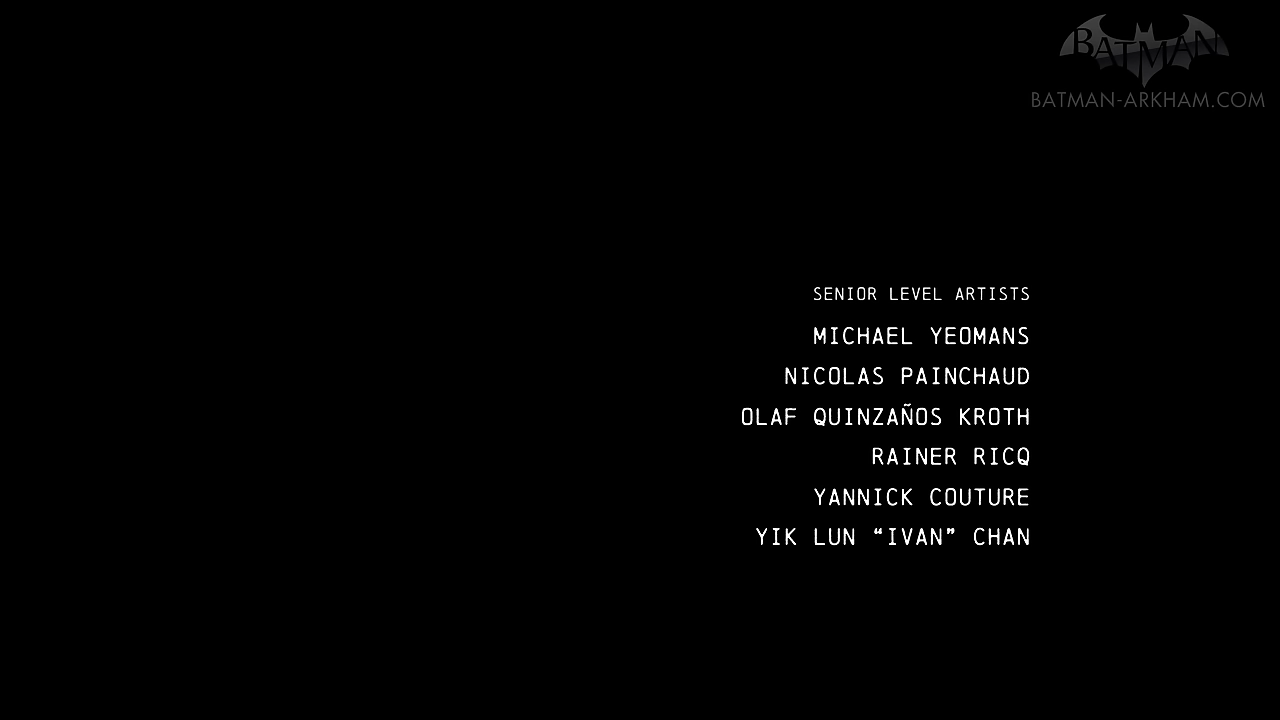 BATMAN
BATMAN-ARKHAM.COM
SENIOR LEVEL ARTISTS
MICHAEL YEOMANS
NICOLAS PAINCHAUD
OLAF QUINZAÑOS KROTH
RAINER RICQ
YANNICK COUTURE
YIK LUN “IVAN” CHAN